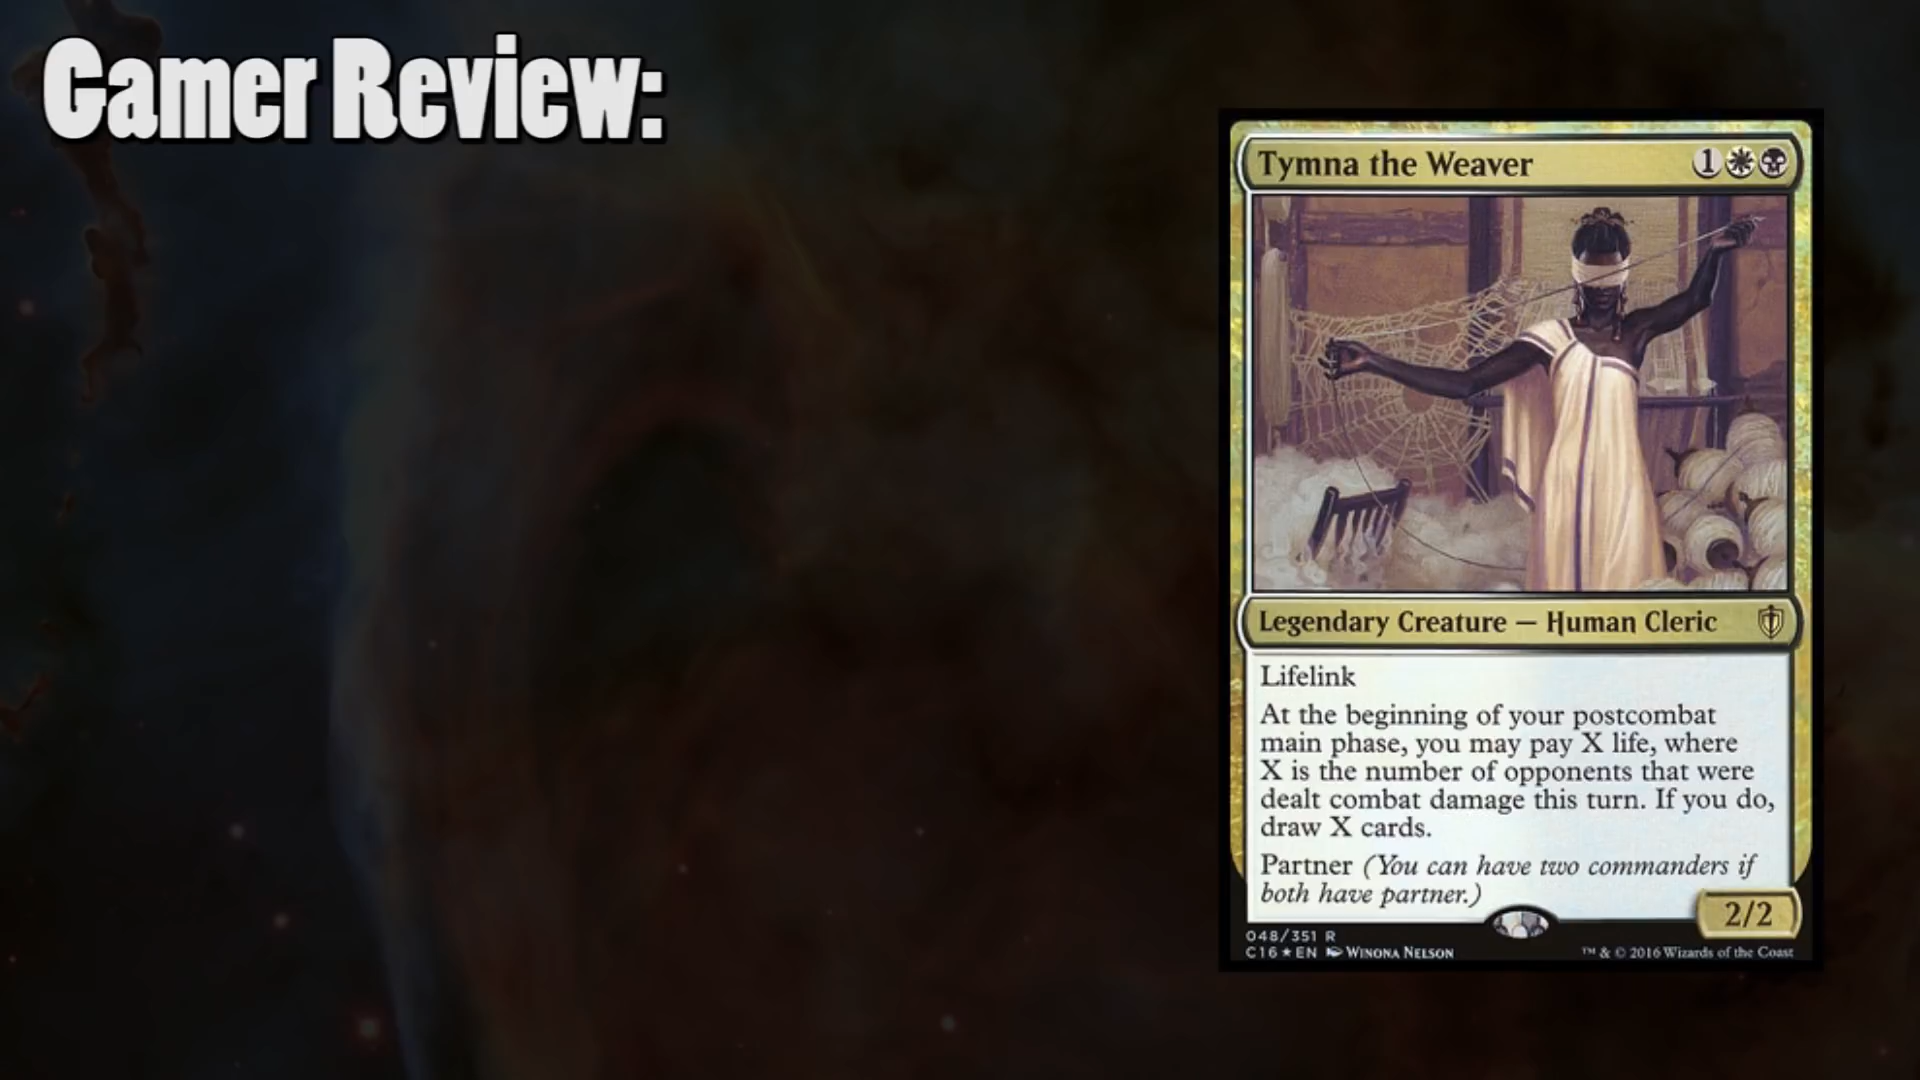 Gamer Review:
Tymna the Weaver 1
Legendary Creature — Human Cleric
Lifelink
At the beginning of your postcombat
main phase, you may pay X life, where
X is the number of opponents that were
dealt combat damage this turn. If you do,
draw X cards.
Partner (You can have two commanders if
both have partner.)
2/2
048/351 R
C16★EN Winona Nelson
™ & © 2016 Wizards of the Coast